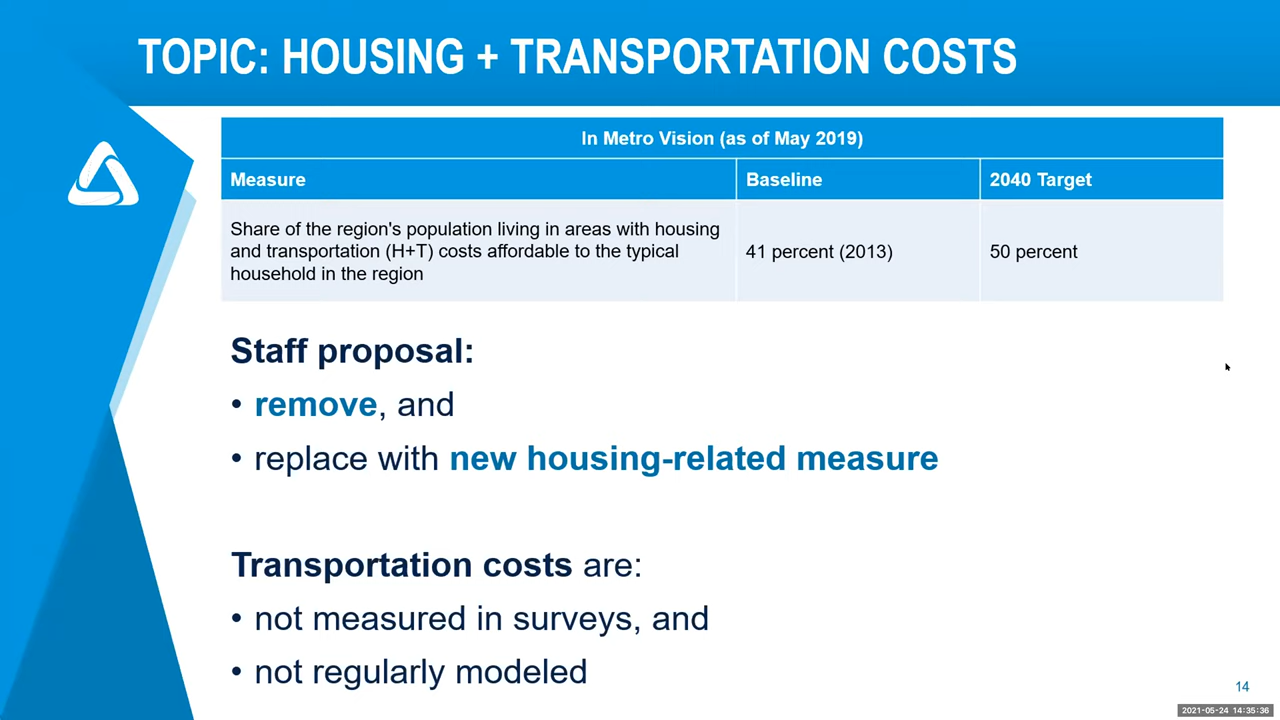 TOPIC: HOUSING + TRANSPORTATION COSTS
In Metro Vision (as of May 2019)
Measure Baseline 2040 Target
Share of the region's population living in areas with housing
and transportation (H+T) costs affordable to the typical
household in the region
41 percent (2013)
50 percent
Staff proposal:
• remove, and
• replace with new housing-related measure
Transportation costs are:
• not measured in surveys, and
• not regularly modeled
14
2021-05-24 14:35:36